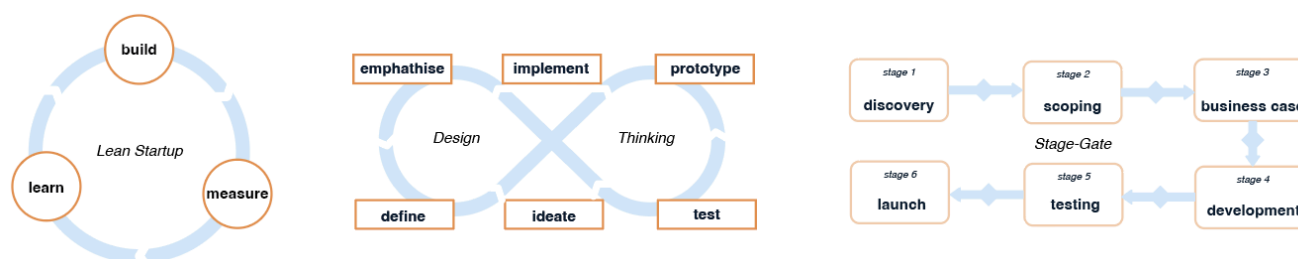 build
Lean Startup
learn
measure
emphathise
implement
prototype
Design
Thinking
define
ideate
test
stage 1
discovery
stage 2
scoping
stage 3
business case
Stage-Gate
stage 6
launch
stage 5
testing
stage 4
development